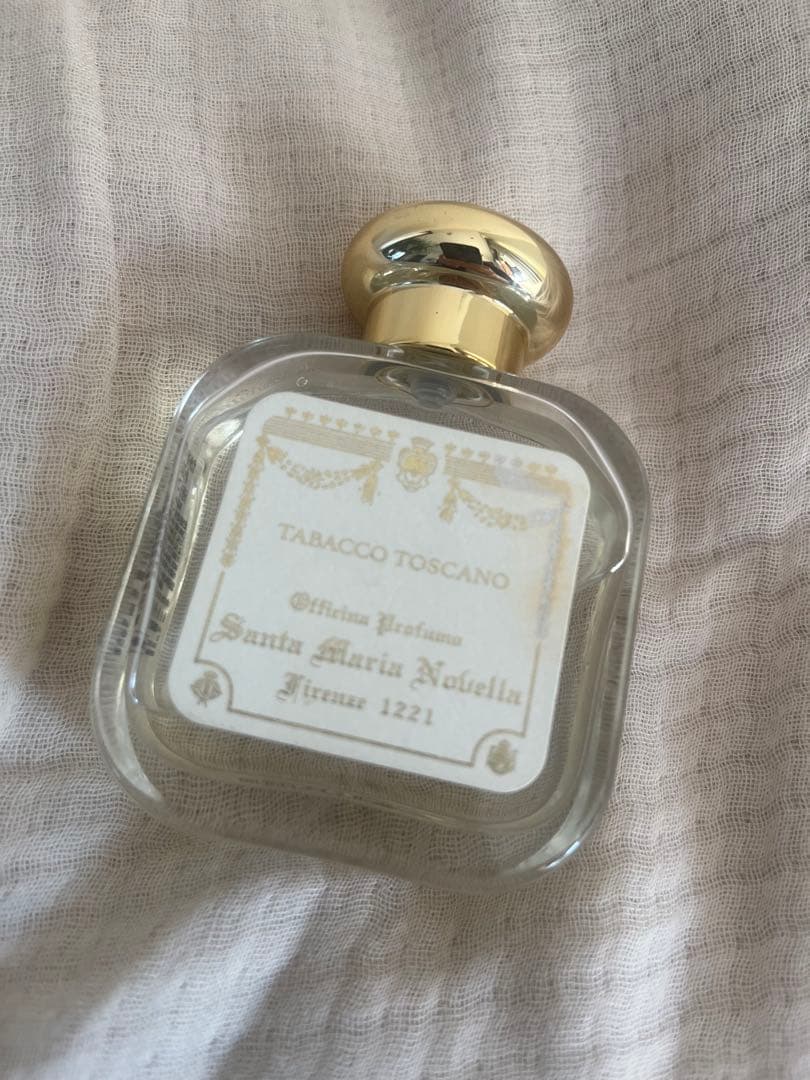 TABACCO TOSCANO
Officina Profumo
Santa Maria Novella
Firenze 1221